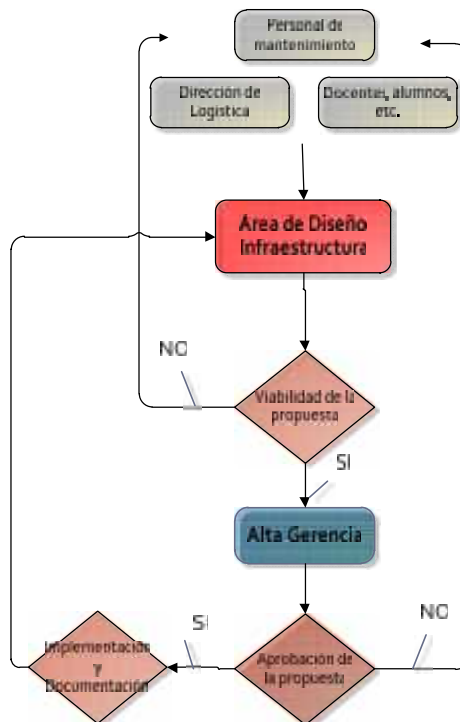 Personal de
mantenimiento
Dirección de
Logística
Docentes, alumnos,
etc.
Area de Diseño
Infraestructura
NO
Viabilidad de la
propuesta
SI
Alta Gerencia
NO
SI
Implementación
y
Documentación
Aprobación de
la propuesta